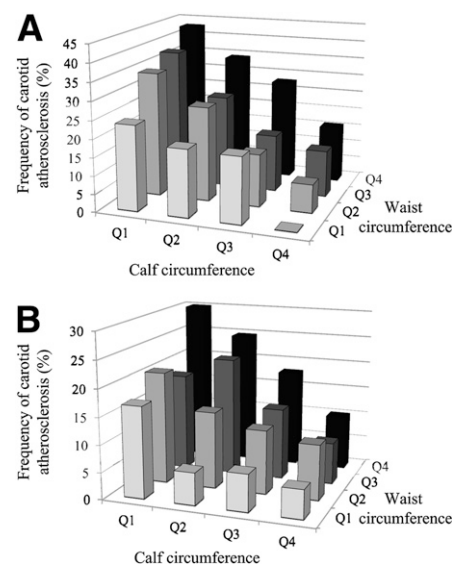 A
Frequency of carotid
atherosclerosis (%)
45
40
35
30
25
20
15
10
5
0
Q1
Q2
Q3
Q4
Calf circumference
Q4
Q3
Q2
Q1
Waist
circumference
B
Frequency of carotid
atherosclerosis (%)
30
25
20
15
10
5
0
Q1
Q2
Q3
Q4
Calf circumference
Q4
Q3
Q2
Q1
Waist
circumference